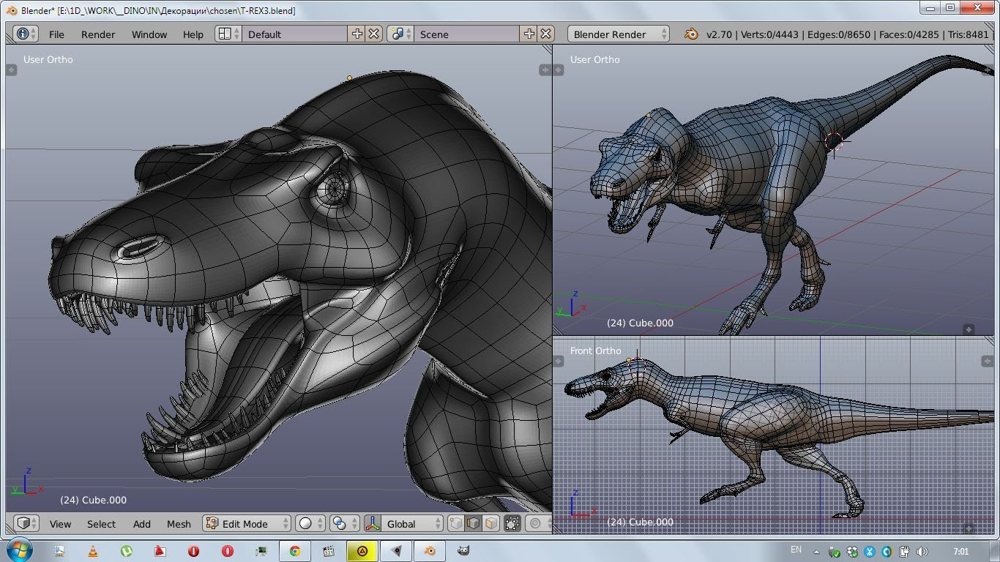 Blender* [E:\1D_\WORK\__DINO\IN\Декорации\chosen\T-REX3.blend]
File Render Window Help Default Scene Blender Render v2.70 | Verts:0/4443 | Edges:0/8650 | Faces:0/4285 | Tris:8481 |
User Ortho
User Ortho
z
y x
(24) Cube.000
Front Ortho
z
y x
(24) Cube.000
z
x
(24) Cube.000
View Select Add Mesh Edit Mode Global
EN 7:01